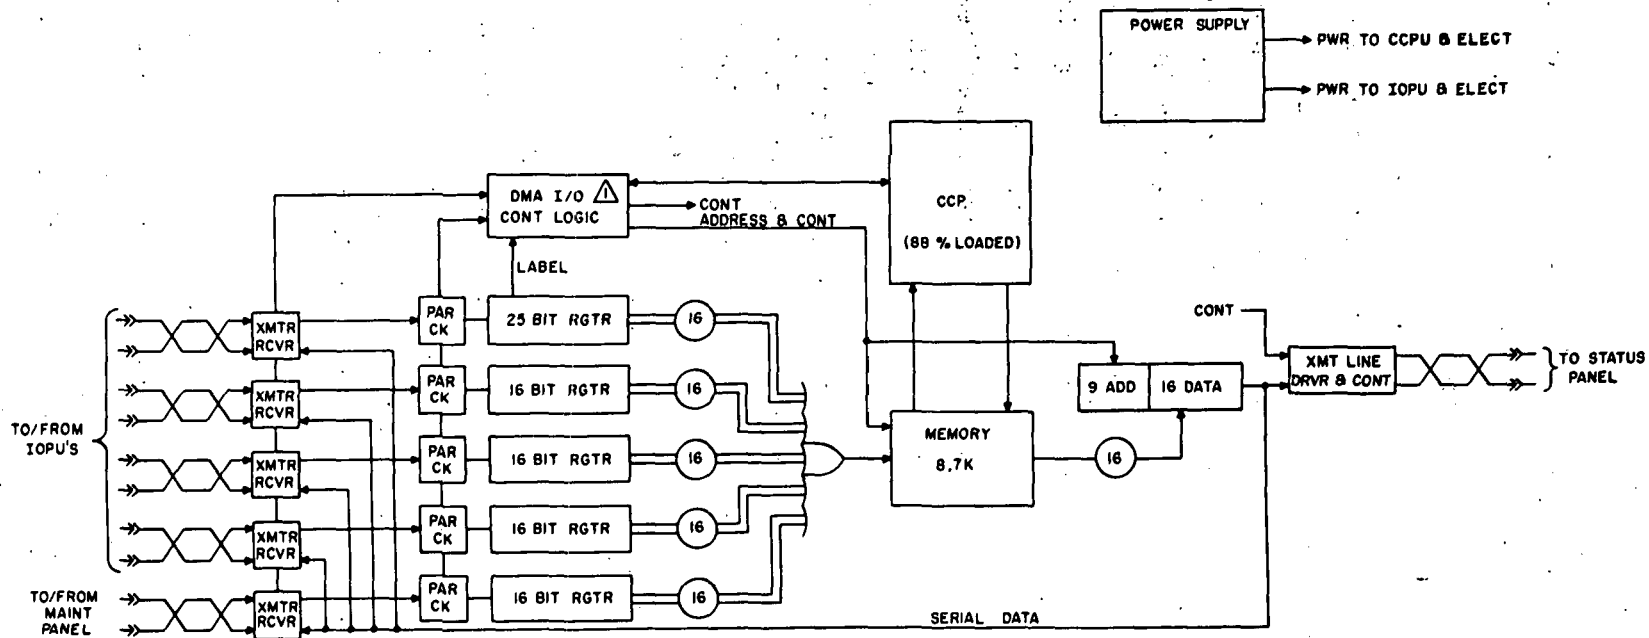 POWER SUPPLY
PWR TO CCPU & ELECT
PWR TO IOPU & ELECT
DMA I/O 1
CONT LOGIC
CONT
ADDRESS & CONT
CCP
(88 % LOADED)
LABEL
TO/FROM
IOPU'S
XMTR
RCVR
PAR
CK
25 BIT RGTR
16
XMTR
RCVR
PAR
CK
16 BIT RGTR
16
XMTR
RCVR
PAR
CK
16 BIT RGTR
16
XMTR
RCVR
PAR
CK
16 BIT RGTR
16
TO/FROM
MAINT
PANEL
XMTR
RCVR
PAR
CK
16 BIT RGTR
16
MEMORY
8.7K
16
9 ADD
16 DATA
CONT
XMT LINE
DRVR & CONT
TO STATUS
PANEL
SERIAL DATA